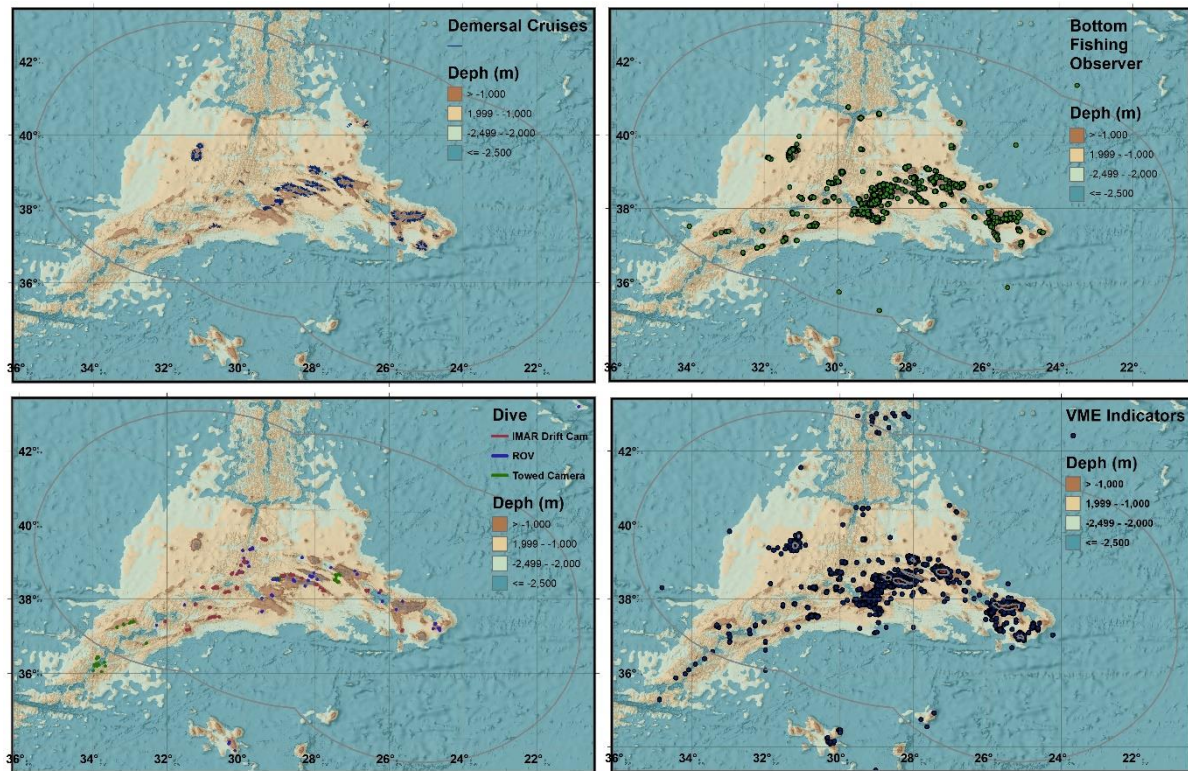 Demersal Cruises
Deph (m)
> -1,000
1,999 - -1,000
-2,499 - -2,000
<= -2,500
42°
40°
38°
36°
36°
34°
32°
30°
28°
26°
24°
22°
Bottom
Fishing
Observer
Deph (m)
> -1,000
1,999 - -1,000
-2,499 - -2,000
<= -2,500
42°
40°
38°
36°
36°
34°
32°
30°
28°
26°
24°
22°
Dive
IMAR Drift Cam
ROV
Towed Camera
Deph (m)
> -1,000
1,999 - -1,000
-2,499 - -2,000
<= -2,500
42°
40°
38°
36°
36°
34°
32°
30°
28°
26°
24°
22°
VME Indicators
Deph (m)
> -1,000
1,999 - -1,000
-2,499 - -2,000
<= -2,500
42°
40°
38°
36°
36°
34°
32°
30°
28°
26°
24°
22°